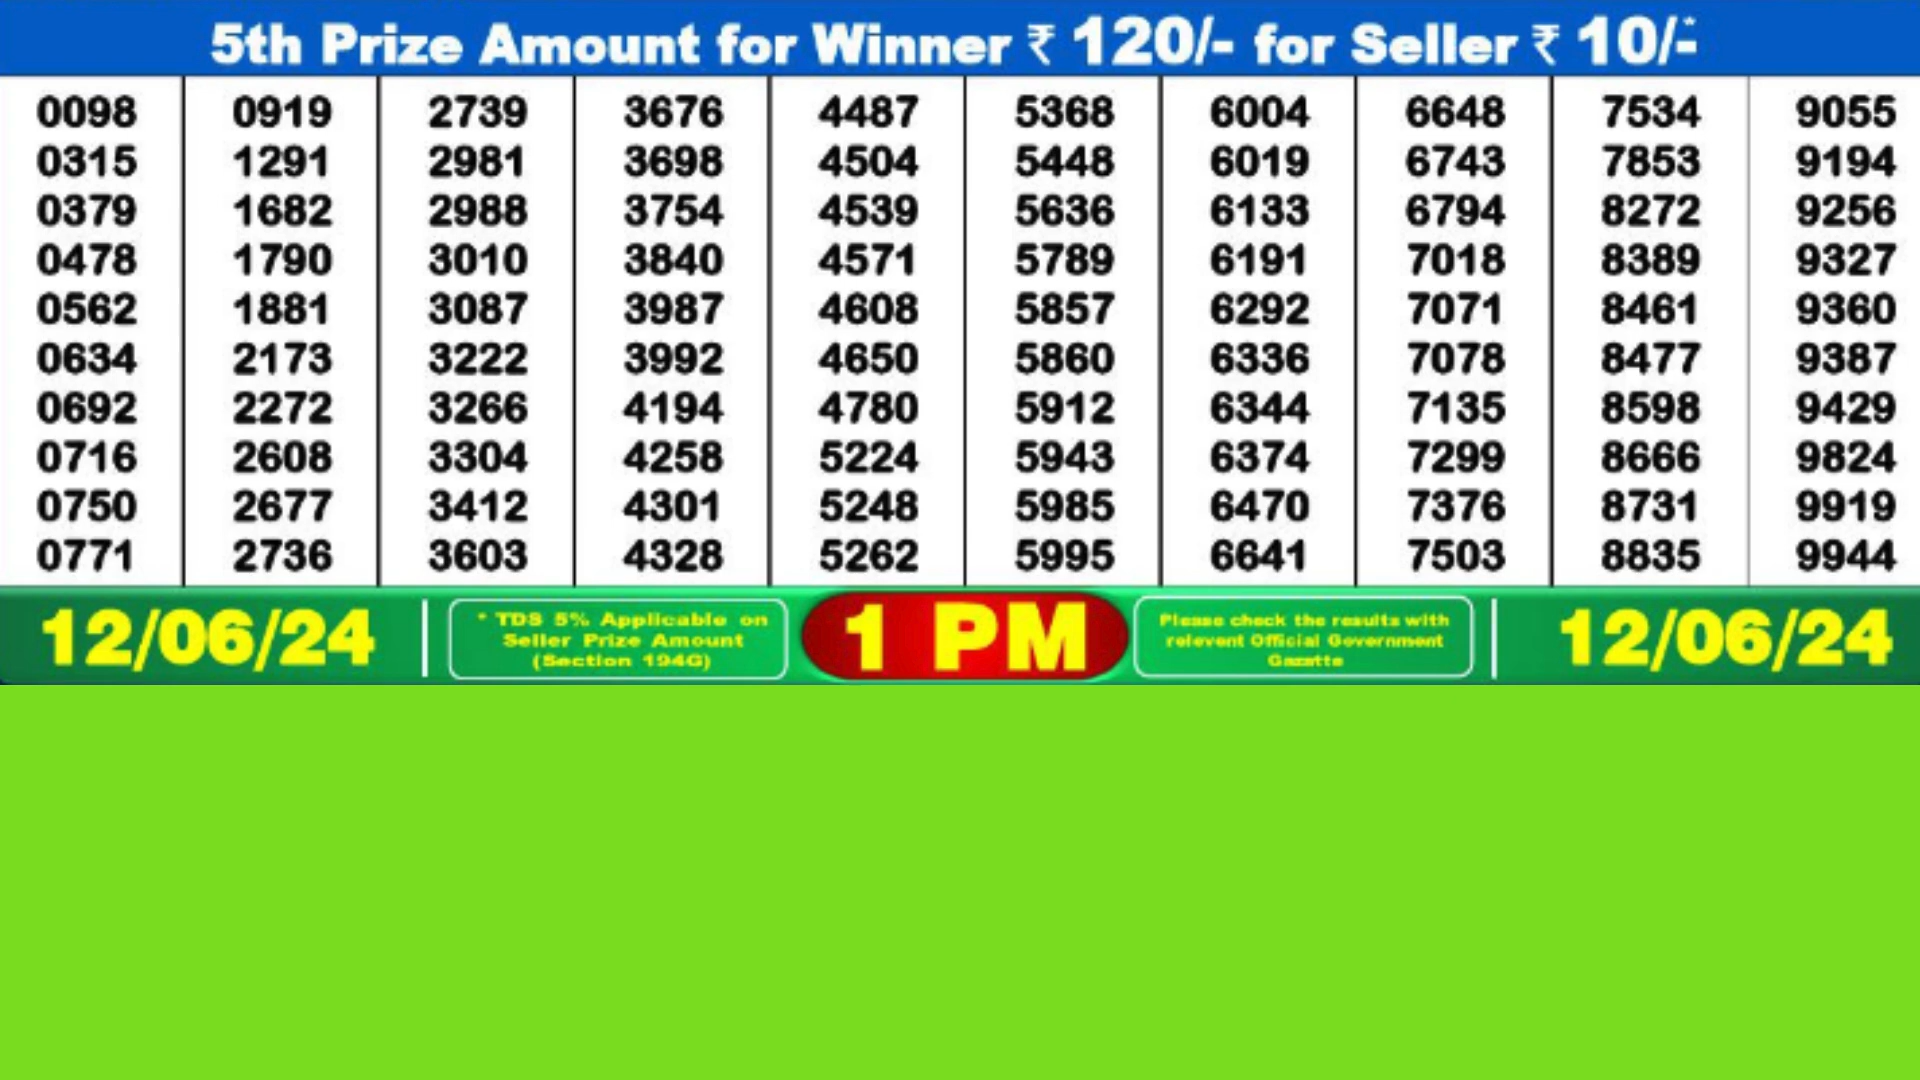 5th Prize Amount for Winner ₹ 120/- for Seller ₹ 10/-*
0098 0919 2739 3676 4487 5368 6004 6648 7534 9055
0315 1291 2981 3698 4504 5448 6019 6743 7853 9194
0379 1682 2988 3754 4539 5636 6133 6794 8272 9256
0478 1790 3010 3840 4571 5789 6191 7018 8389 9327
0562 1881 3087 3987 4608 5857 6292 7071 8461 9360
0634 2173 3222 3992 4650 5860 6336 7078 8477 9387
0692 2272 3266 4194 4780 5912 6344 7135 8598 9429
0716 2608 3304 4258 5224 5943 6374 7299 8666 9824
0750 2677 3412 4301 5248 5985 6470 7376 8731 9919
0771 2736 3603 4328 5262 5995 6641 7503 8835 9944
12/06/24
* TDS 5% Applicable on
Seller Prize Amount
(Section 194G)
1 PM
Please check the results with
relevent Official Government
Gazatte
12/06/24